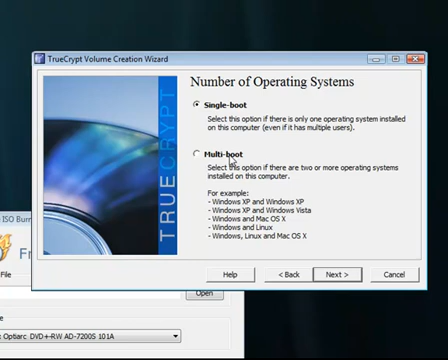 TrueCrypt Volume Creation Wizard
TRUECRYPT
Number of Operating Systems
Single-boot
Select this option if there is only one operating system installed
on this computer (even if it has multiple users).
Multi-boot
Select this option if there are two or more operating systems
installed on this computer.
For example:
- Windows XP and Windows XP
- Windows XP and Windows Vista
- Windows and Mac OS X
- Windows and Linux
- Windows, Linux and Mac OS X
Help
< Back
Next >
Cancel
ISO Burn
Fr
File
Open
Optiarc DVD+-RW AD-7200S 101A